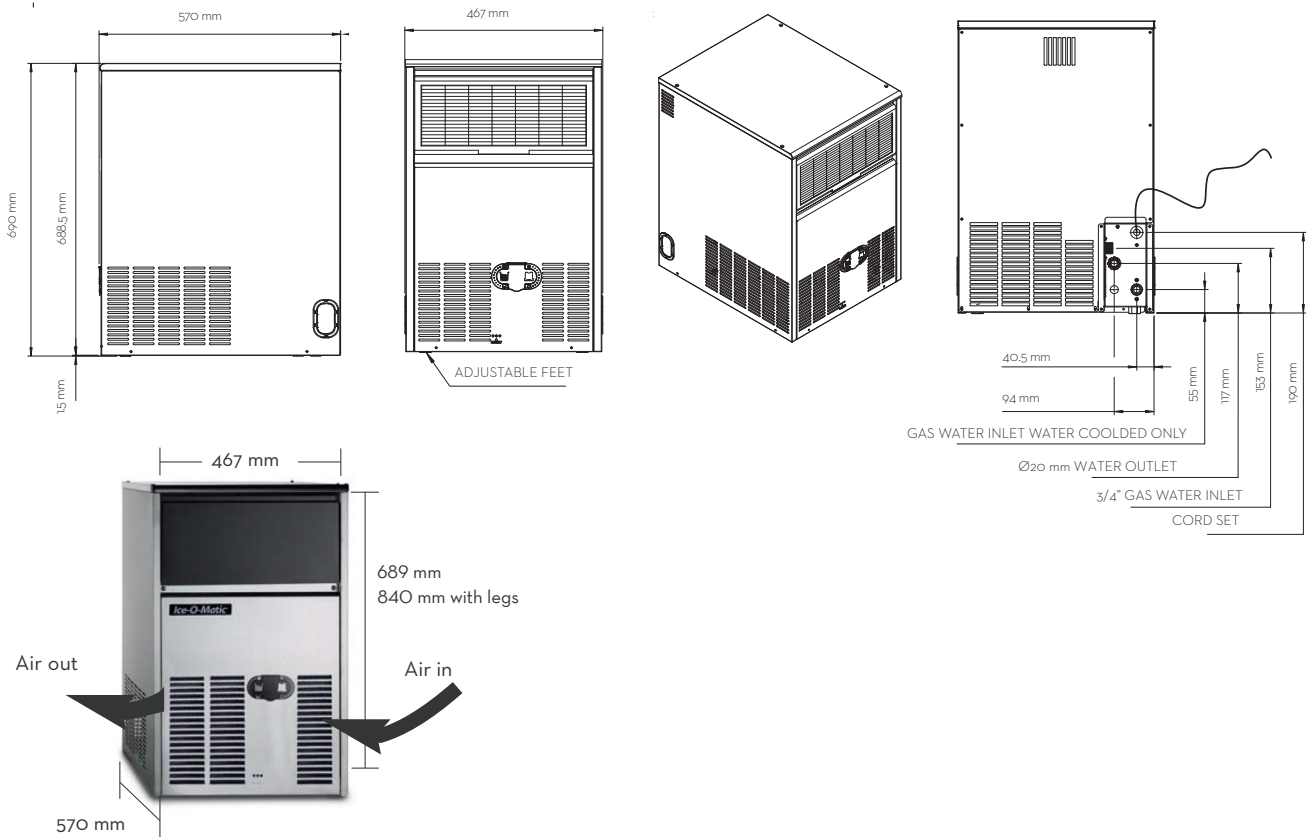 570 mm
467 mm
690 mm
688.5 mm
1.5 mm
ADJUSTABLE FEET
40.5 mm
94 mm
55 mm
117 mm
153 mm
190 mm
GAS WATER INLET WATER COOLDED ONLY
Ø20 mm WATER OUTLET
3/4" GAS WATER INLET
CORD SET
467 mm
689 mm
840 mm with legs
Ice-O-Matic
Air out
Air in
570 mm